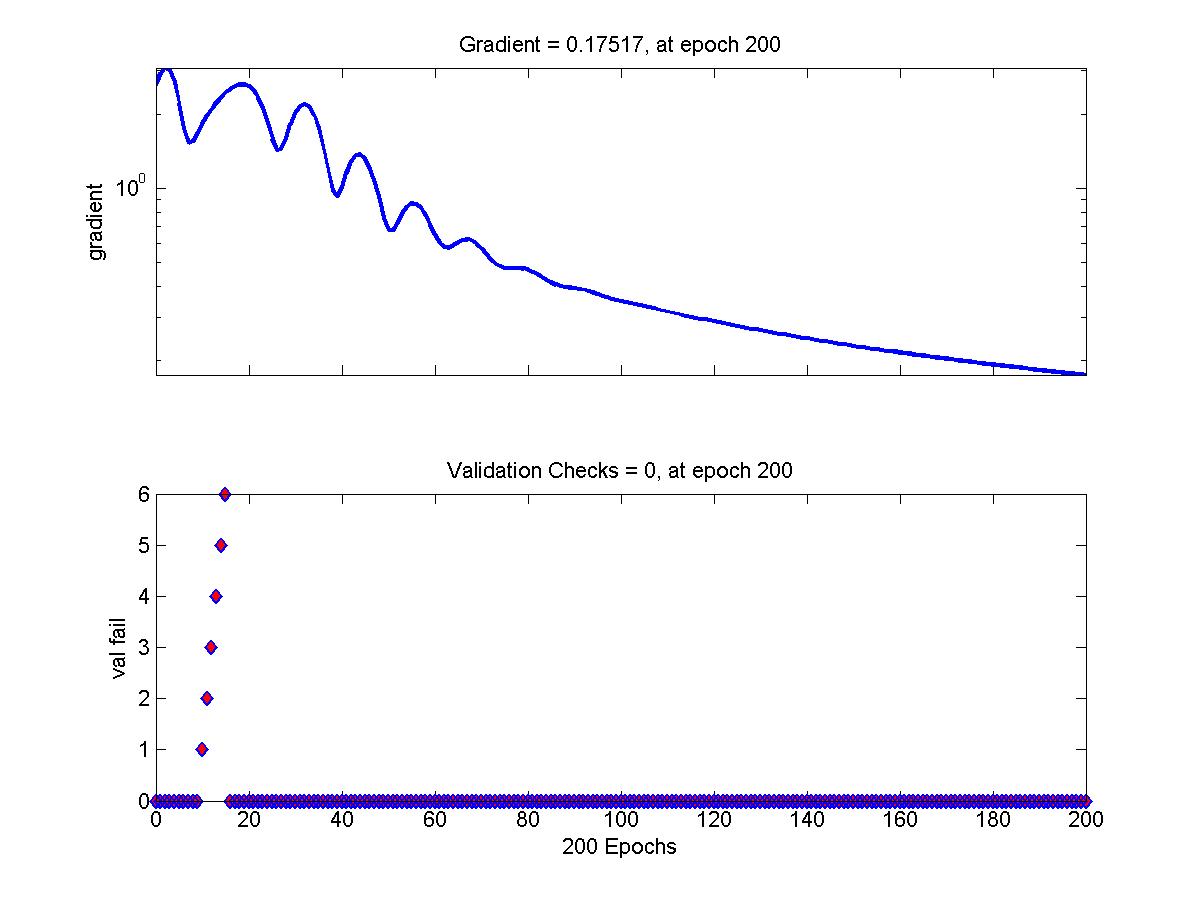 Gradient = 0.17517, at epoch 200
gradient
10^0
Validation Checks = 0, at epoch 200
val fail
6
5
4
3
2
1
0
0 20 40 60 80 100 120 140 160 180 200
200 Epochs